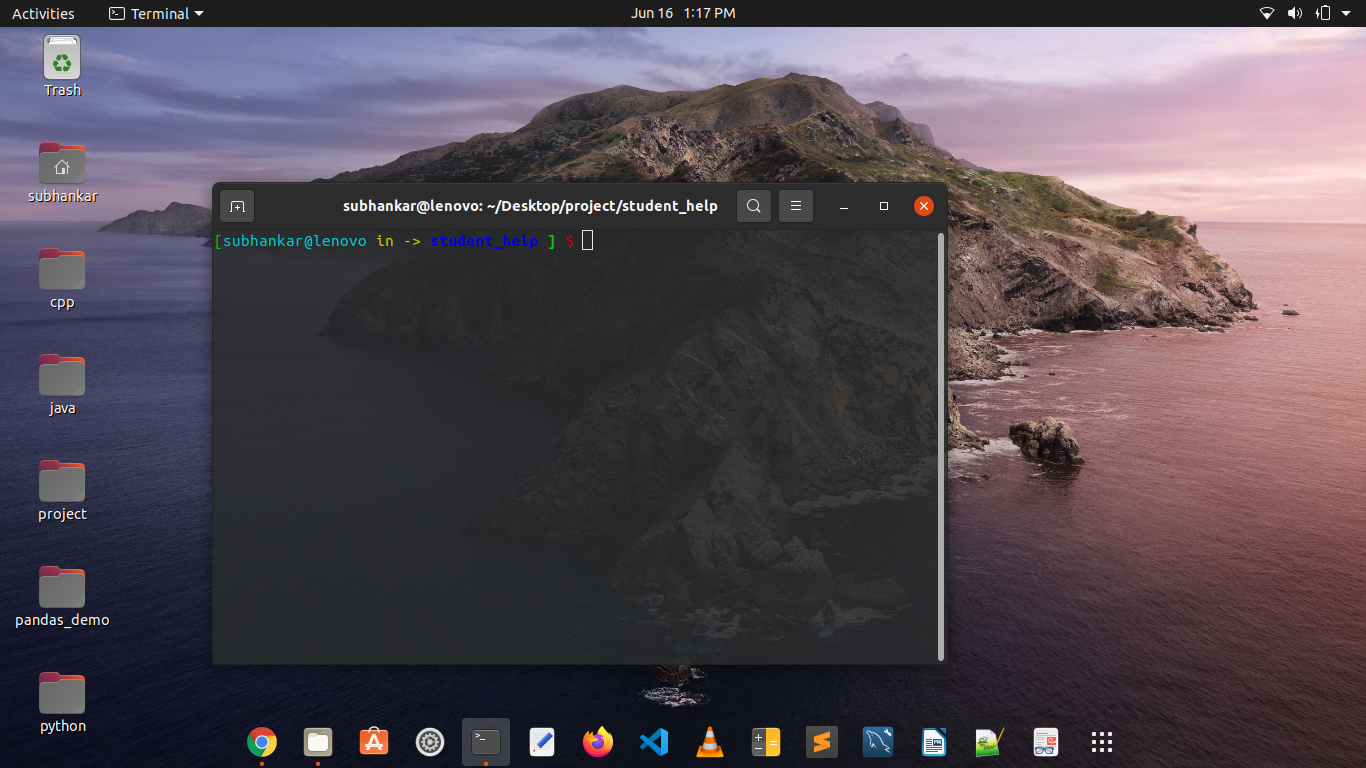 Activities Terminal Jun 16 1:17 PM
Trash
subhankar
subhankar@lenovo: ~/Desktop/project/student_help
[subhankar@lenovo in -> student_help ] $
cpp
java
project
pandas_demo
python